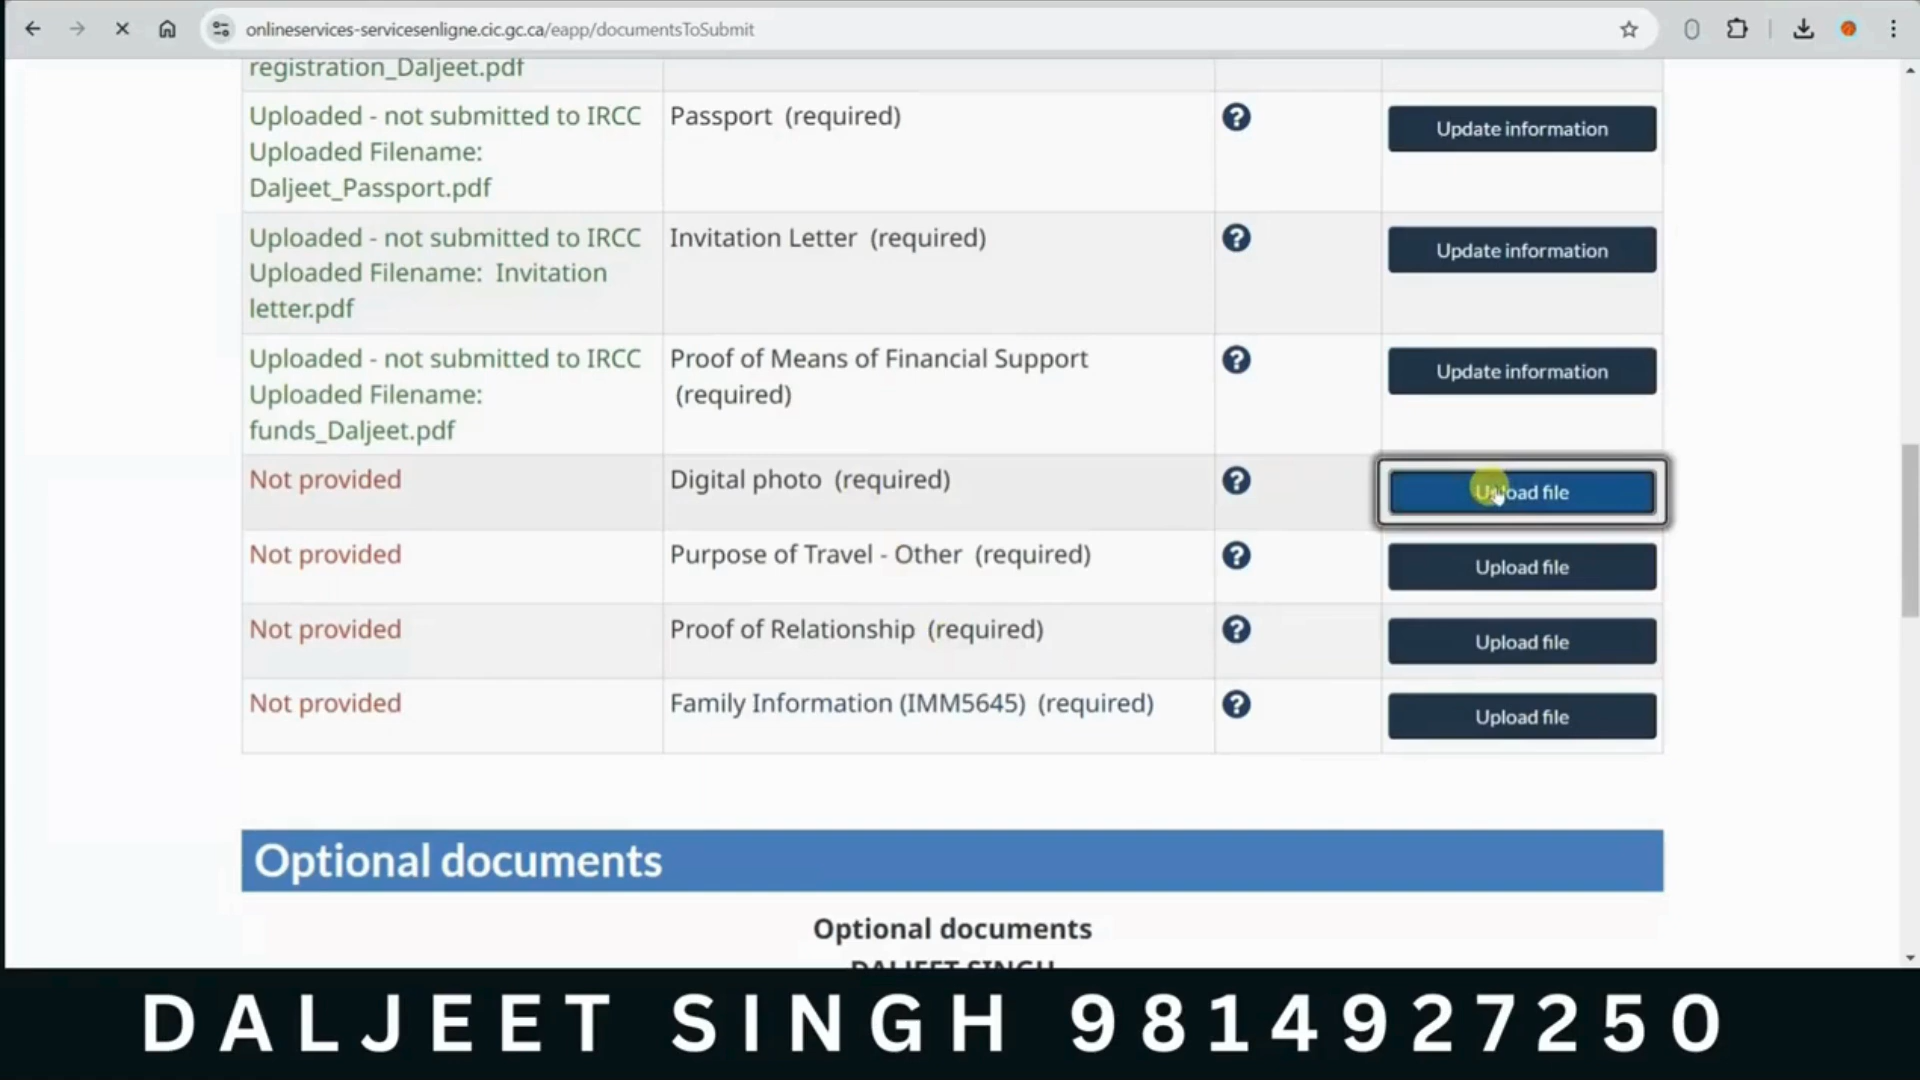 onlineservices-servicesenligne.cic.gc.ca/eapp/documentsToSubmit
registration_Daljeet.pdf
Uploaded - not submitted to IRCC
Uploaded Filename:
Daljeet_Passport.pdf
Passport (required)
Update information
Uploaded - not submitted to IRCC
Uploaded Filename: Invitation
letter.pdf
Invitation Letter (required)
Update information
Uploaded - not submitted to IRCC
Uploaded Filename:
funds_Daljeet.pdf
Proof of Means of Financial Support
(required)
Update information
Not provided
Digital photo (required)
Upload file
Not provided
Purpose of Travel - Other (required)
Upload file
Not provided
Proof of Relationship (required)
Upload file
Not provided
Family Information (IMM5645) (required)
Upload file
Optional documents
Optional documents
DALJEET SINGH
DALJEET SINGH 9814927250